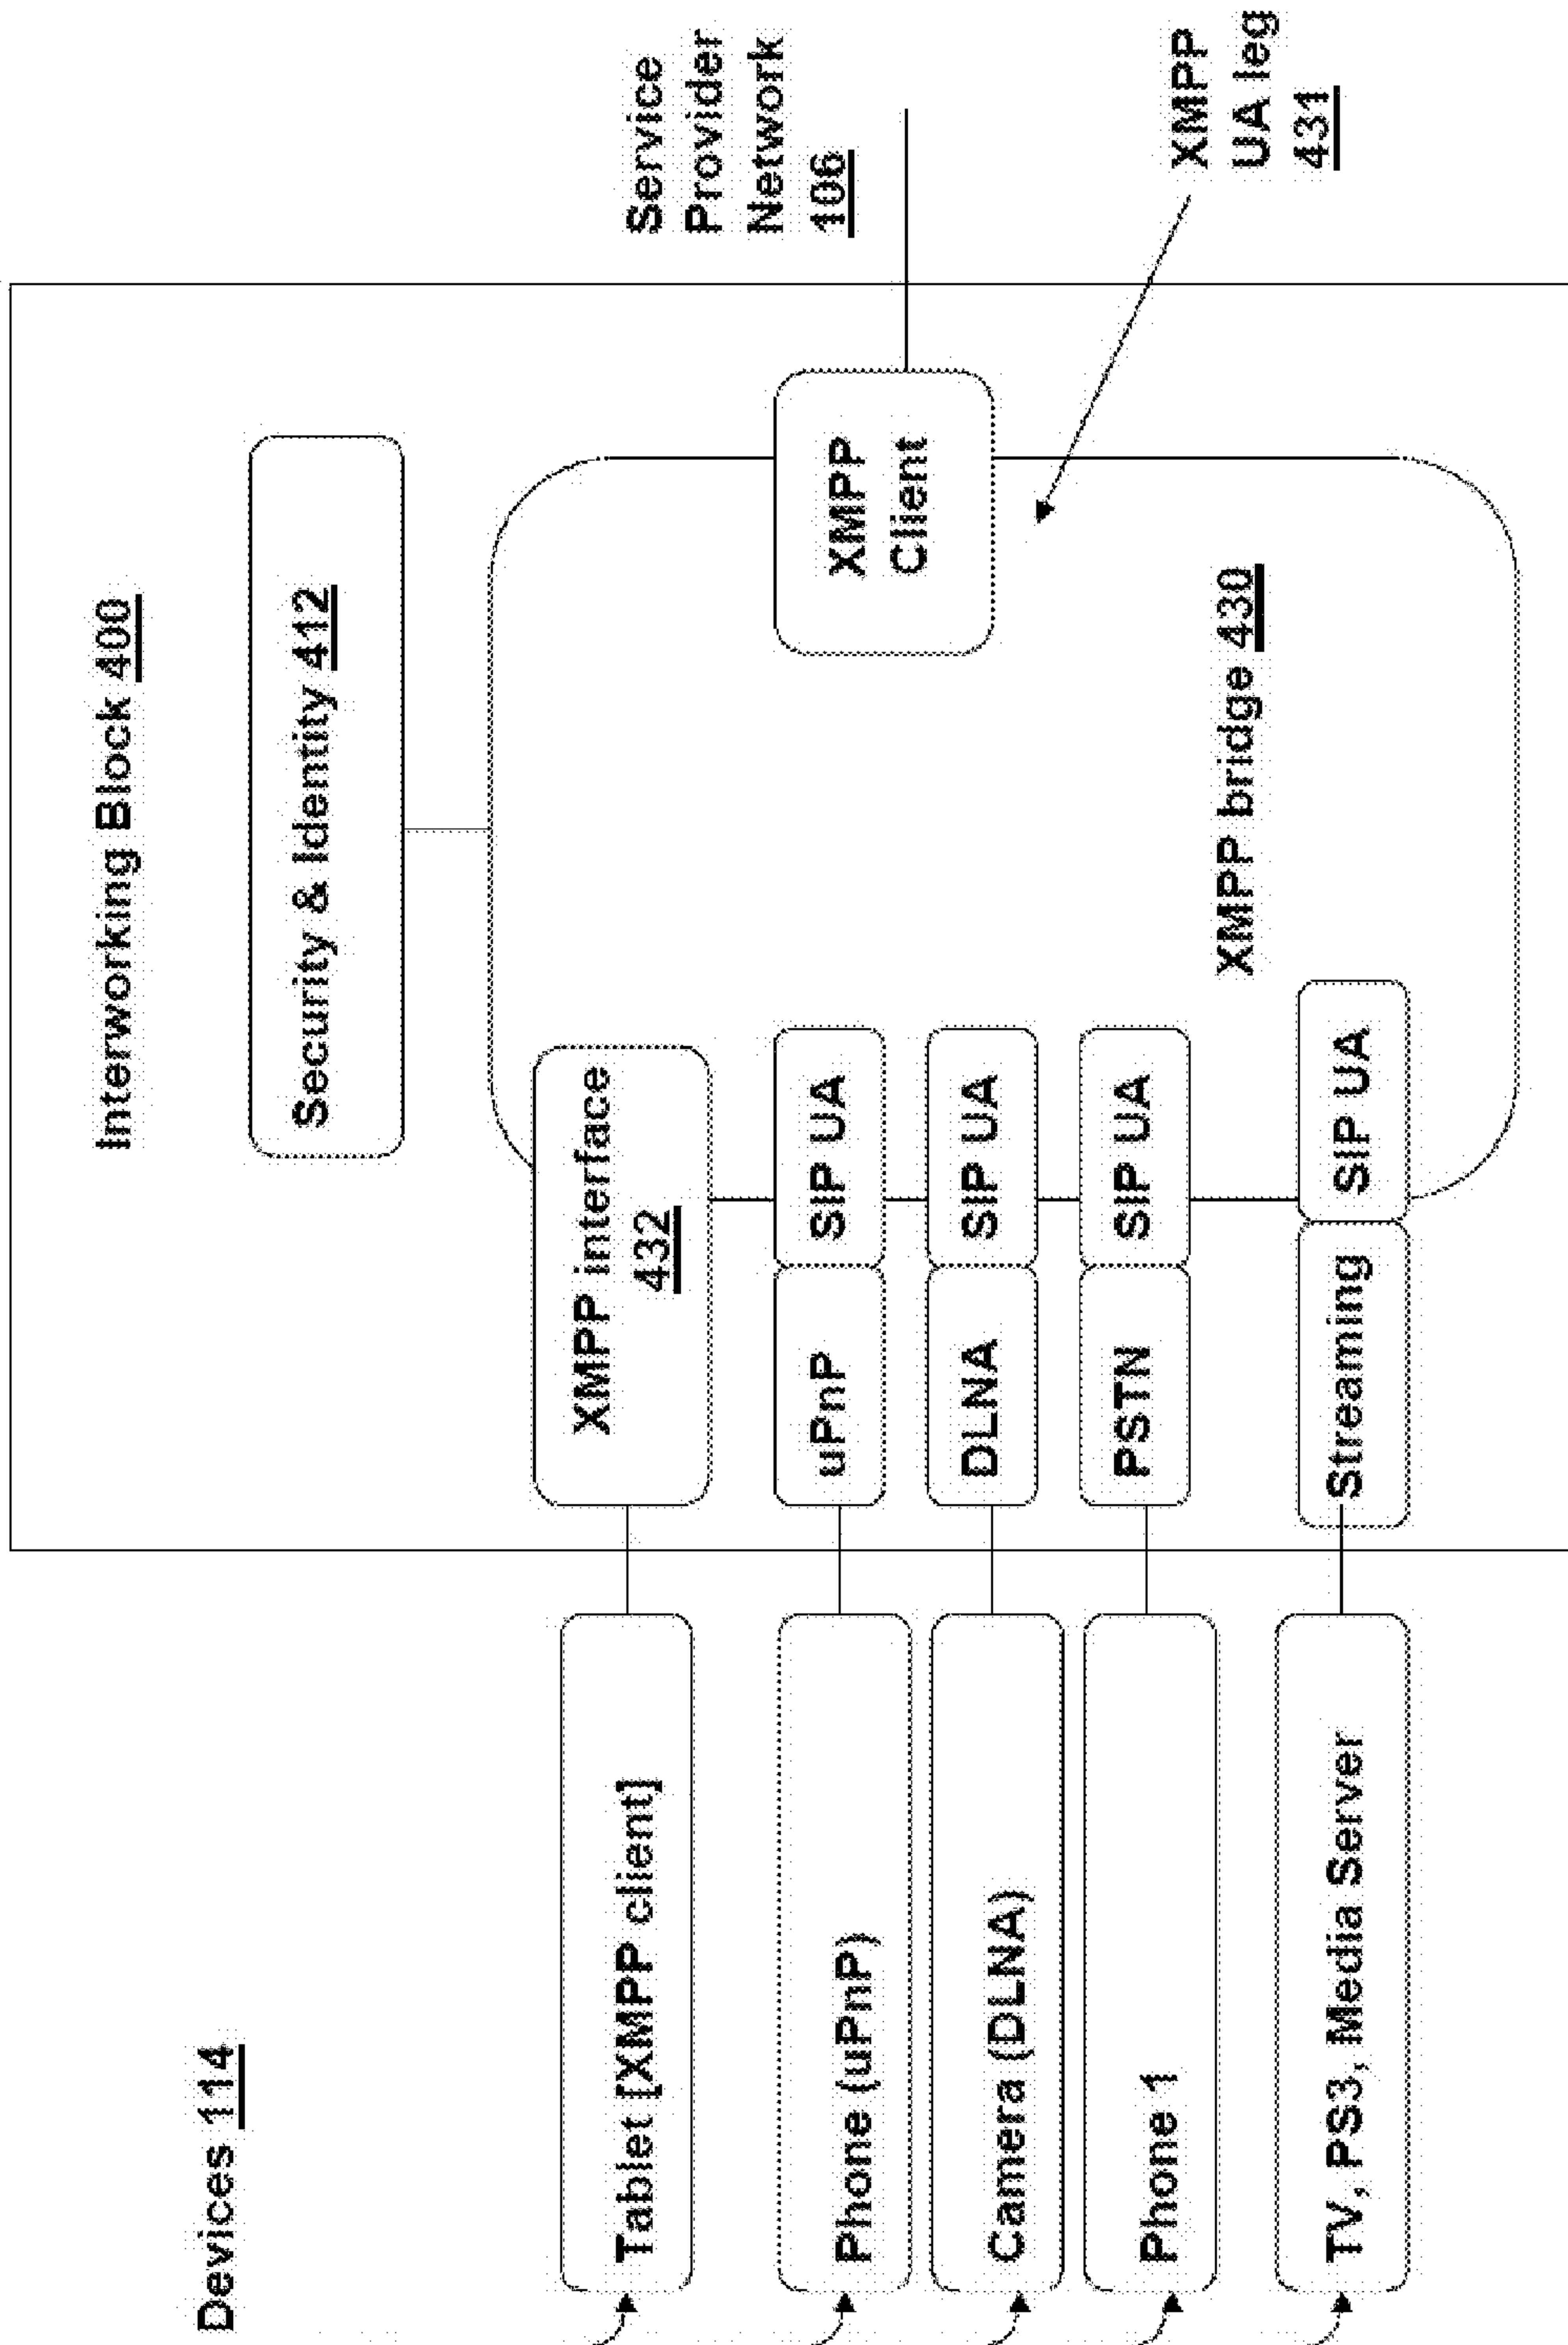 Devices 114
Tablet [XMPP client]
Phone (uPnP)
Camera (DLNA)
Phone 1
TV, PS3, Media Server
Interworking Block 400
Security & Identity 412
XMPP interface
432
uPnP
SIP UA
DLNA
SIP UA
PSTN
SIP UA
Streaming
SIP UA
XMPP bridge 430
XMPP
Client
Service
Provider
Network
106
XMPP
UA leg
431